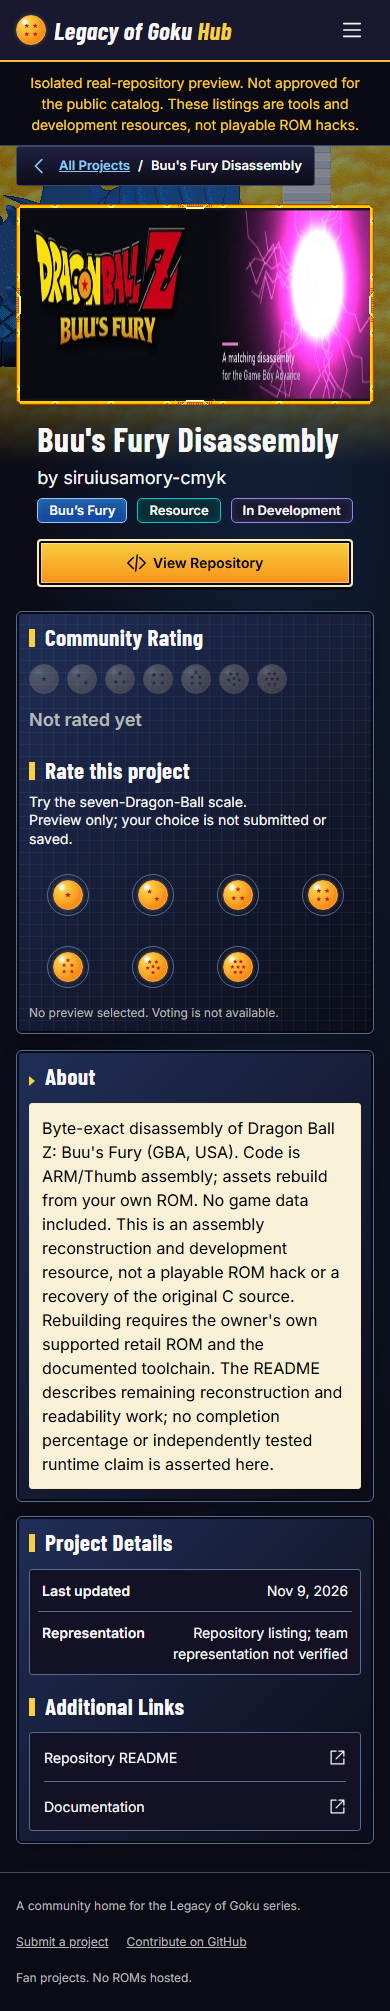 Legacy of Goku Hub
Isolated real-repository preview. Not approved for
the public catalog. These listings are tools and
development resources, not playable ROM hacks.
All Projects / Buu's Fury Disassembly
DRAGON BALL Z
BUU'S FURY
A matching disassembly
for the Game Boy Advance
Buu's Fury Disassembly
by siruiusamory-cmyk
Buu's Fury Resource In Development
View Repository
Community Rating
Not rated yet
Rate this project
Try the seven-Dragon-Ball scale.
Preview only; your choice is not submitted or
saved.
No preview selected. Voting is not available.
About
Byte-exact disassembly of Dragon Ball
Z: Buu's Fury (GBA, USA). Code is
ARM/Thumb assembly; assets rebuild
from your own ROM. No game data
included. This is an assembly
reconstruction and development
resource, not a playable ROM hack or a
recovery of the original C source.
Rebuilding requires the owner's own
supported retail ROM and the
documented toolchain. The README
describes remaining reconstruction and
readability work; no completion
percentage or independently tested
runtime claim is asserted here.
Project Details
Last updated Nov 9, 2026
Representation Repository listing; team
representation not verified
Additional Links
Repository README
Documentation
A community home for the Legacy of Goku series.
Submit a project Contribute on GitHub
Fan projects. No ROMs hosted.